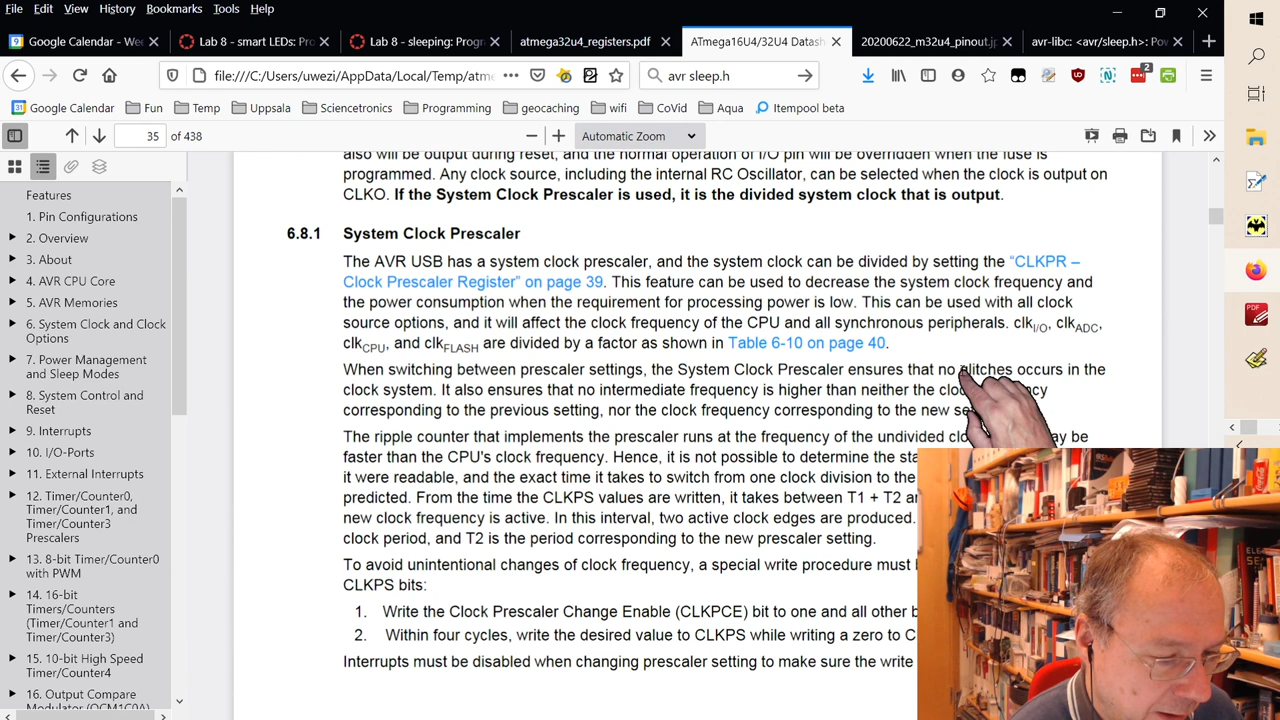 File Edit View History Bookmarks Tools Help
Google Calendar - Wee
Lab 8 - smart LEDs: Pro
Lab 8 - sleeping: Progr
atmega32u4_registers.pdf
ATmega16U4/32U4 Datash
20200622_m32u4_pinout.j
avr-libc: <avr/sleep.h>: Pow
file:///C:/Users/uwezi/AppData/Local/Temp/atme
avr sleep.h
2
Google Calendar Fun Temp Uppsala Sciencetronics Programming geocaching wifi CoVid aqua Itempool beta
35 of 438
Automatic Zoom
Features
1. Pin Configurations
2. Overview
3. About
4. AVR CPU Core
5. AVR Memories
6. System Clock and Clock
Options
7. Power Management
and Sleep Modes
8. System Control and
Reset
9. Interrupts
10. I/O-Ports
11. External Interrupts
12. Timer/Counter0,
Timer/Counter1, and
Timer/Counter3
Prescalers
13. 8-bit Timer/Counter0
with PWM
14. 16-bit
Timers/Counters
(Timer/Counter1 and
Timer/Counter3)
15. 10-bit High Speed
Timer/Counter4
16. Output Compare
Modulator (OCM1C0A)
also will be output during reset, and the normal operation of I/O pin will be overridden when the fuse is
programmed. Any clock source, including the internal RC Oscillator, can be selected when the clock is output on
CLKO. If the System Clock Prescaler is used, it is the divided system clock that is output.
6.8.1 System Clock Prescaler
The AVR USB has a system clock prescaler, and the system clock can be divided by setting the “CLKPR –
Clock Prescaler Register” on page 39. This feature can be used to decrease the system clock frequency and
the power consumption when the requirement for processing power is low. This can be used with all clock
source options, and it will affect the clock frequency of the CPU and all synchronous peripherals. clkI/O, clkADC,
clkCPU, and clkFLASH are divided by a factor as shown in Table 6-10 on page 40.
When switching between prescaler settings, the System Clock Prescaler ensures that no glitches occurs in the
clock system. It also ensures that no intermediate frequency is higher than neither the clo
corresponding to the previous setting, nor the clock frequency corresponding to the new se
The ripple counter that implements the prescaler runs at the frequency of the undivided clo may be
faster than the CPU's clock frequency. Hence, it is not possible to determine the sta
it were readable, and the exact time it takes to switch from one clock division to the
predicted. From the time the CLKPS values are written, it takes between T1 + T2 an
new clock frequency is active. In this interval, two active clock edges are produced.
clock period, and T2 is the period corresponding to the new prescaler setting.
To avoid unintentional changes of clock frequency, a special write procedure must b
CLKPS bits:
1. Write the Clock Prescaler Change Enable (CLKPCE) bit to one and all other b
2. Within four cycles, write the desired value to CLKPS while writing a zero to C
Interrupts must be disabled when changing prescaler setting to make sure the write
PDF